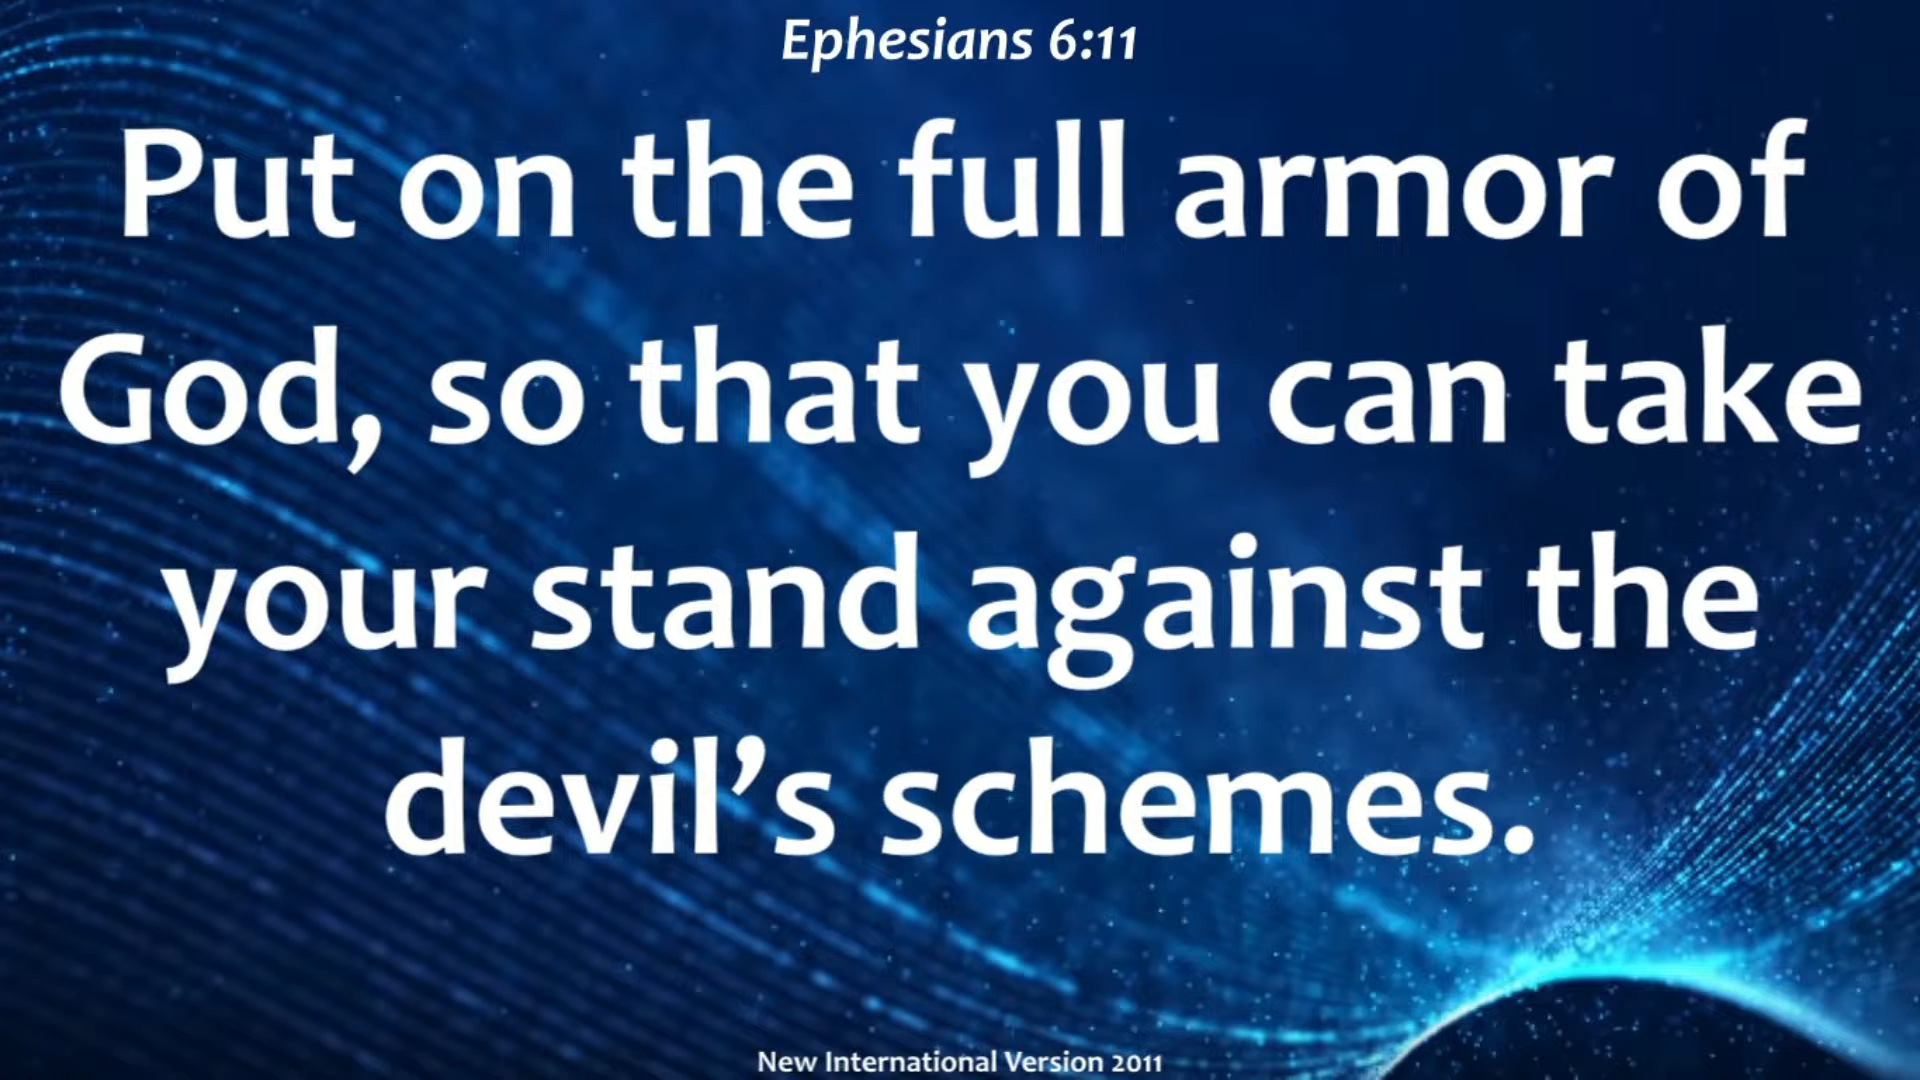 Ephesians 6:11
Put on the full armor of
God, so that you can take
your stand against the
devil’s schemes.
New International Version 2011